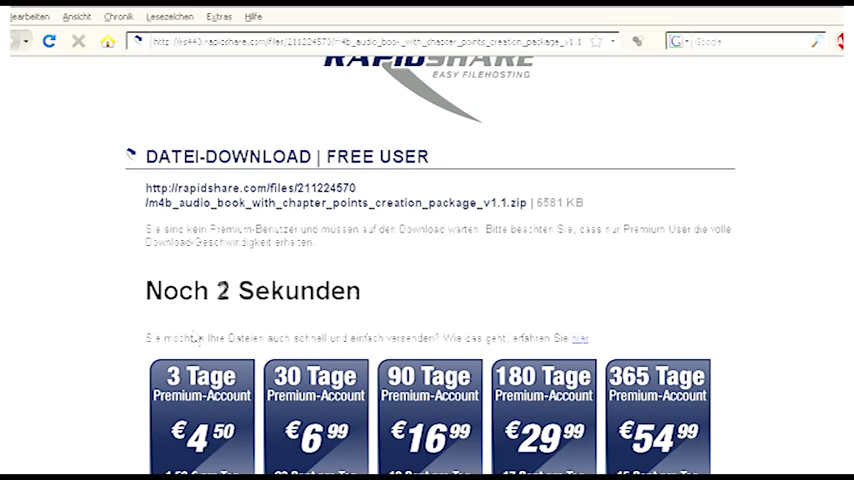 Bearbeiten Ansicht Chronik Lesezeichen Extras Hilfe
http://rs443.rapidshare.com/files/211224570/m4b_audio_book_with_chapter_points_creation_package_v1.1
Google
RAPIDSHARE
EASY FILEHOSTING
DATEI-DOWNLOAD | FREE USER
http://rapidshare.com/files/211224570
/m4b_audio_book_with_chapter_points_creation_package_v1.1.zip | 6581 KB
Sie sind kein Premium-Benutzer und müssen auf den Download warten. Bitte beachten Sie, dass nur Premium User die volle
Download-Geschwindigkeit erhalten.
Noch 2 Sekunden
Sie möchten Ihre Dateien auch schnell und einfach versenden? Wie das geht, erfahren Sie hier.
3 Tage 30 Tage 90 Tage 180 Tage 365 Tage
Premium-Account Premium-Account Premium-Account Premium-Account Premium-Account
€4 50 €6 99 €16 99 €29 99 €54 99